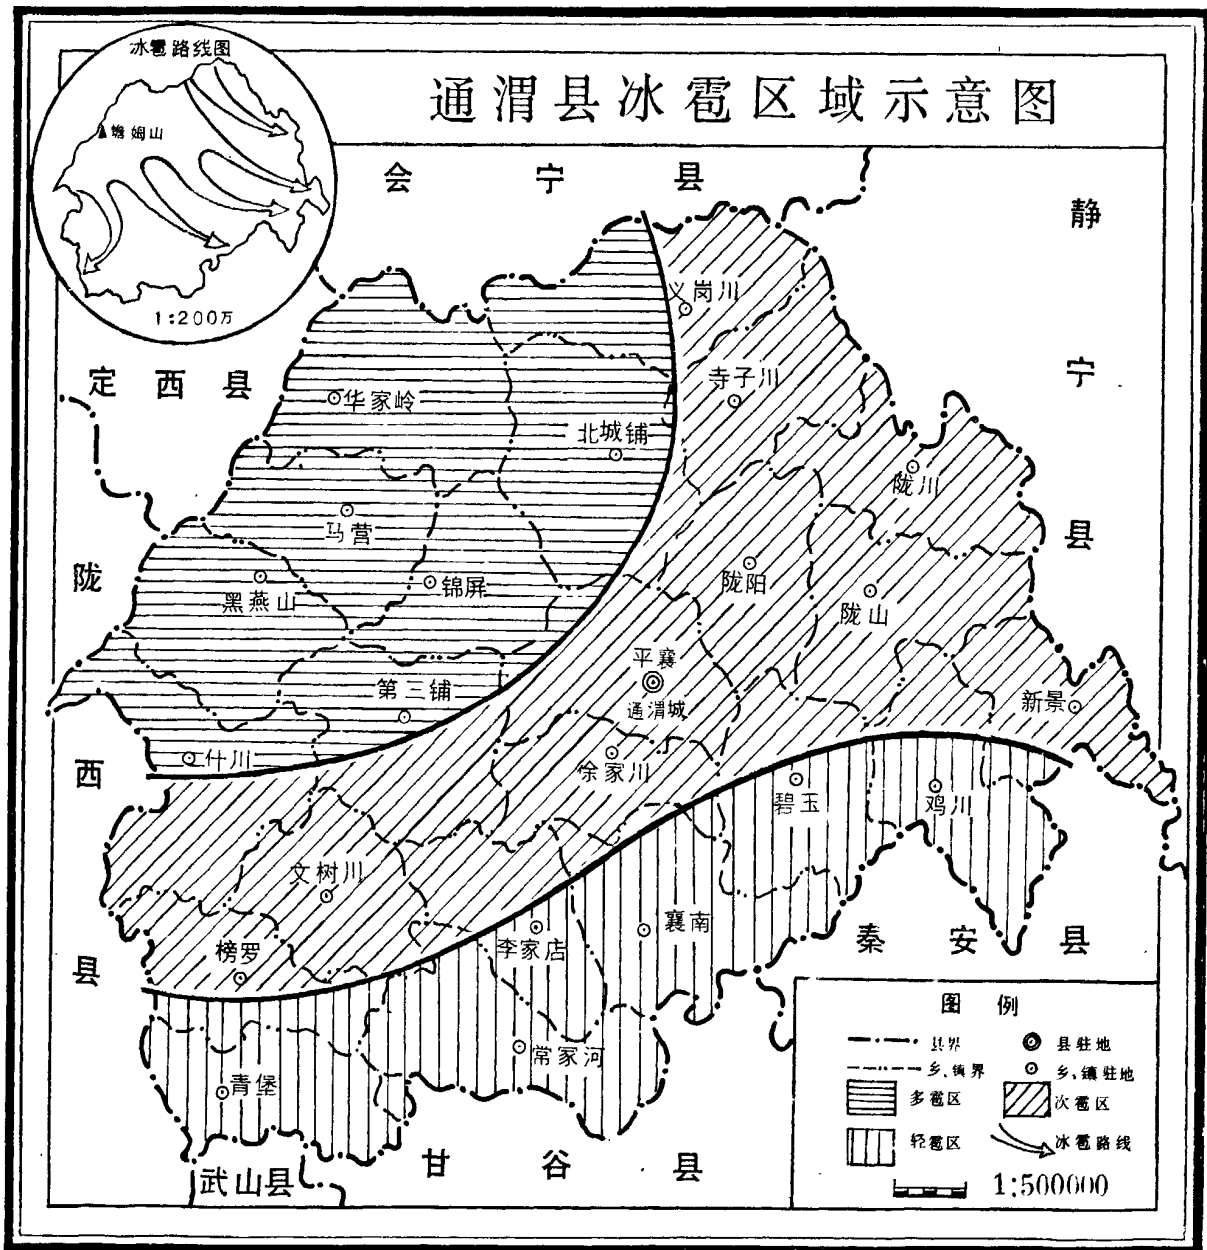 冰雹路线图
蟾姆山
1:200万
通渭县冰雹区域示意图
会宁县
静宁县
定西县
陇西县
义岗川
寺子川
华家岭
北城铺
陇川
马营
陇阳
锦屏
黑燕山
陇山
平襄
通渭城
第三铺
新景
什川
徐家川
碧玉
鸡川
文树川
襄南
李家店
榜罗
秦安县
常家河
青堡
武山县
甘谷县
图例
县界
县驻地
乡、镇界
乡、镇驻地
多雹区
次雹区
轻雹区
冰雹路线
1:500000